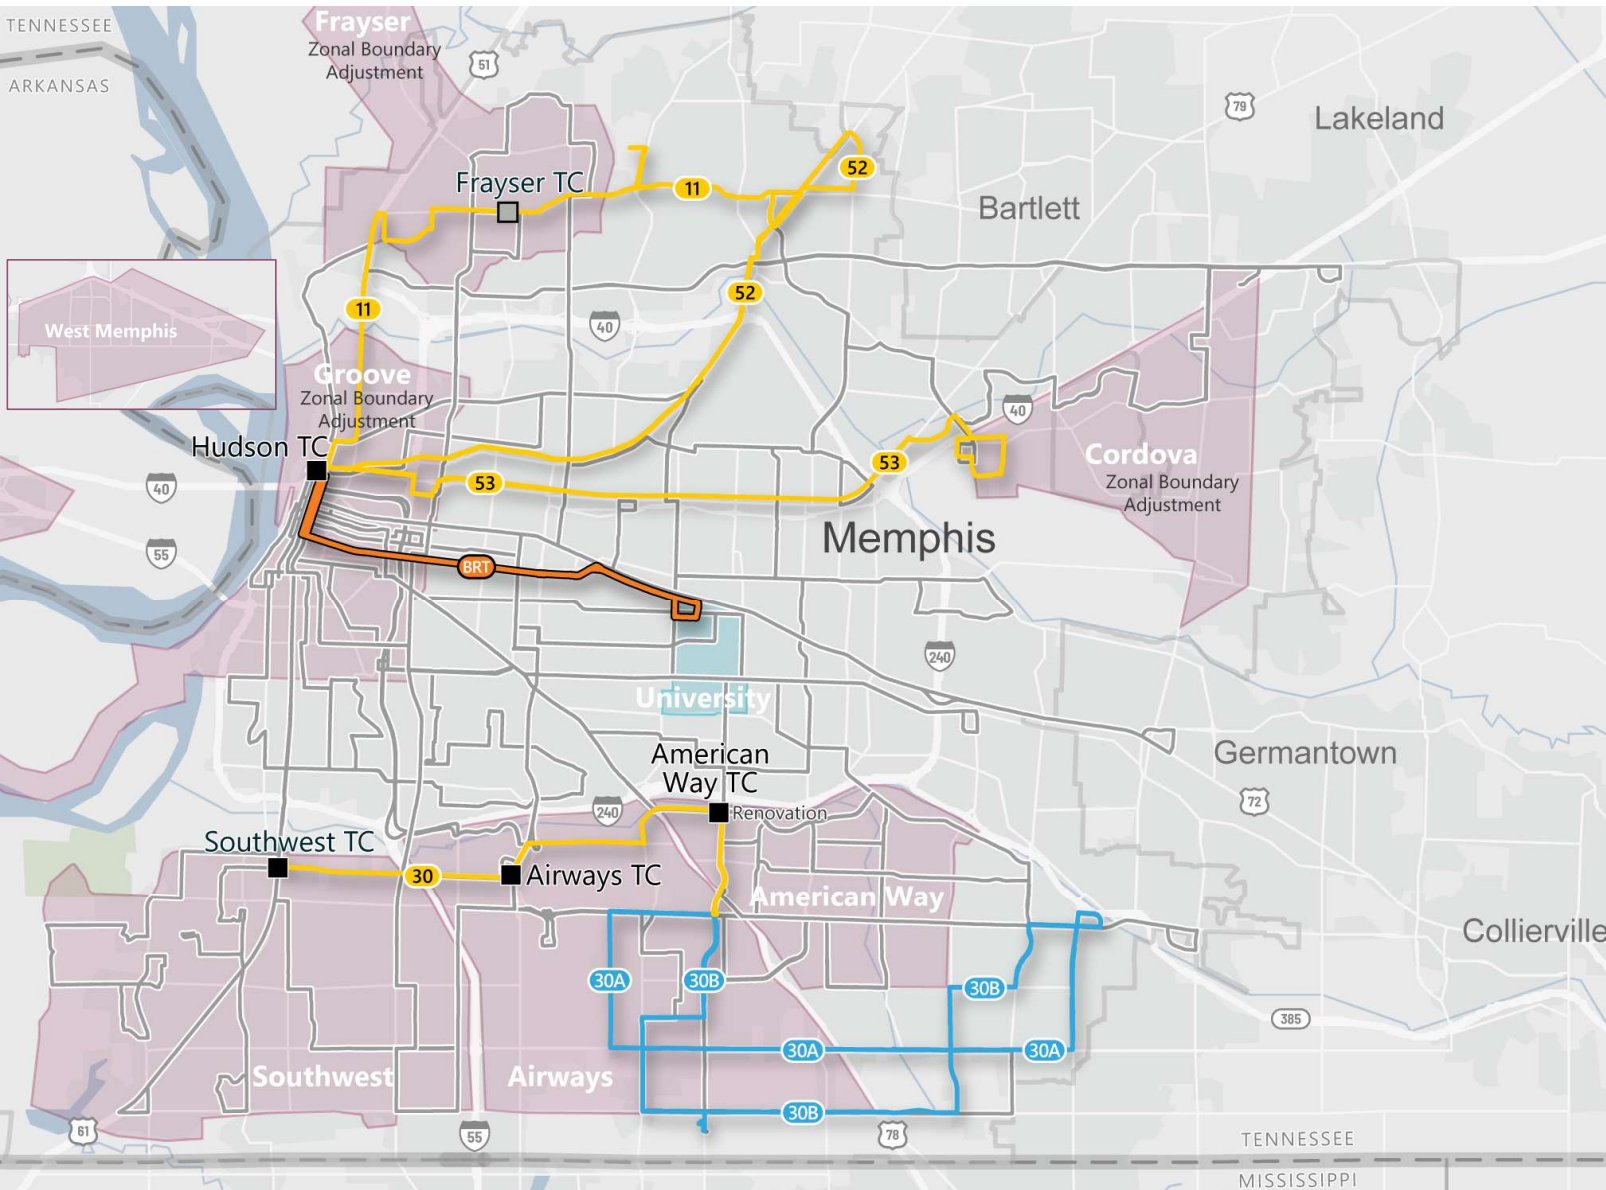 TENNESSEE
ARKANSAS
Frayser
Zonal Boundary
Adjustment
51
79
Lakeland
52
Frayser TC
11
Bartlett
52
11
40
West Memphis
Groove
Zonal Boundary
Adjustment
40
Hudson TC
53
Cordova
53
Zonal Boundary
Adjustment
40
Memphis
55
BRT
240
University
American
Way TC
Germantown
72
240
Renovation
Southwest TC
30
Airways TC
American Way
Collierville
30A
30B
30B
385
30A
30A
Southwest
Airways
30B
61
55
78
TENNESSEE
MISSISSIPPI